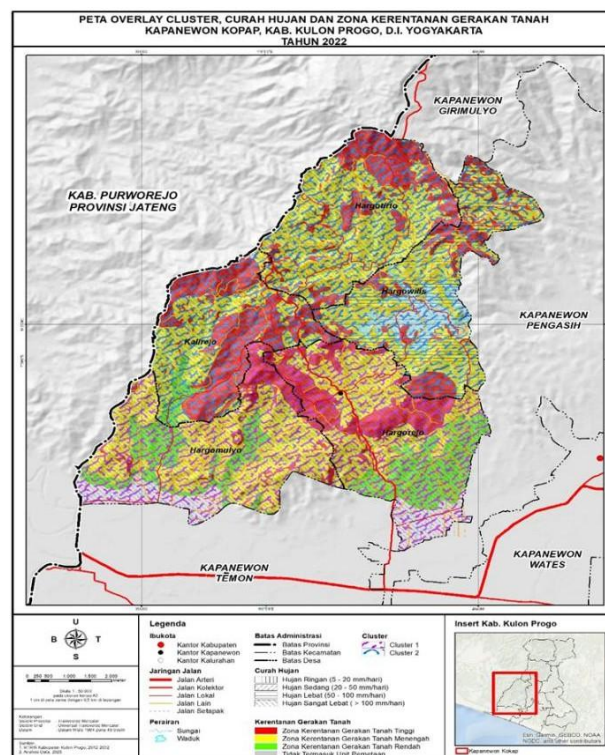 PETA OVERLAY CLUSTER, CURAH HUJAN DAN ZONA KERENTANAN GERAKAN TANAH
KAPANEWON KOPAP, KAB. KULON PROGO, D.I. YOGYAKARTA
TAHUN 2022
KAPANEWON
GIRIMULYO
KAB. PURWOREJO
PROVINSI JATENG
Hargotirto
Hargowilis
KAPANEWON
PENGASIH
Kalirejo
Hargomulyo
Hargorejo
KAPANEWON
TEMON
KAPANEWON
WATES
U
B T
S
Legenda
Ibukota
Kantor Kabupaten
Kantor Kapanewon
Kantor Kalurahan
Jaringan Jalan
Jalan Arteri
Jalan Kolektor
Jalan Lokal
Jalan Lain
Jalan Setapak
Perairan
Sungai
Waduk
Batas Administrasi
Batas Provinsi
Batas Kecamatan
Batas Desa
Curah Hujan
Hujan Ringan (5 - 20 mm/hari)
Hujan Sedang (20 - 50 mm/hari)
Hujan Lebat (50 - 100 mm/hari)
Hujan Sangat Lebat (> 100 mm/hari)
Kerentanan Gerakan Tanah
Zona Kerentanan Gerakan Tanah Tinggi
Zona Kerentanan Gerakan Tanah Menengah
Zona Kerentanan Gerakan Tanah Rendah
Cluster
Cluster 1
Cluster 2
Insert Kab. Kulon Progo
Kapanewon Kokap